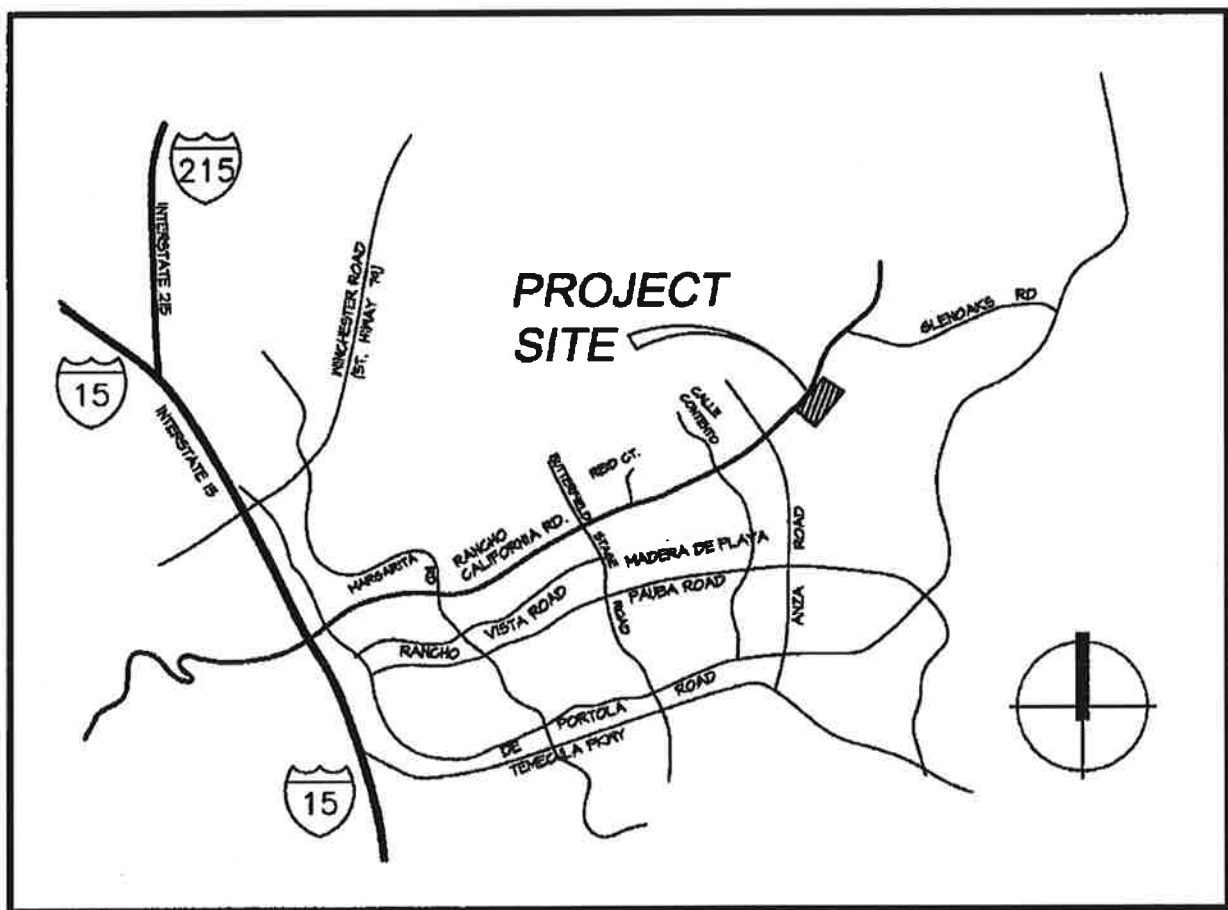 215
INTERSTATE 215
WINCHESTER ROAD
(ST. HIWAY 79)
PROJECT
SITE
GLENOAKS RD
15
INTERSTATE 15
CALLE
CONTENTO
REID CT.
BUTTERFIELD
STAGE
ROAD
RANCHO
CALIFORNIA RD.
MARGARITA
RD
MADERA DE PLAYA
RANCHO VISTA ROAD
PAUBA ROAD
ANZA ROAD
DE PORTOLA ROAD
TEMECULA PKWY
15